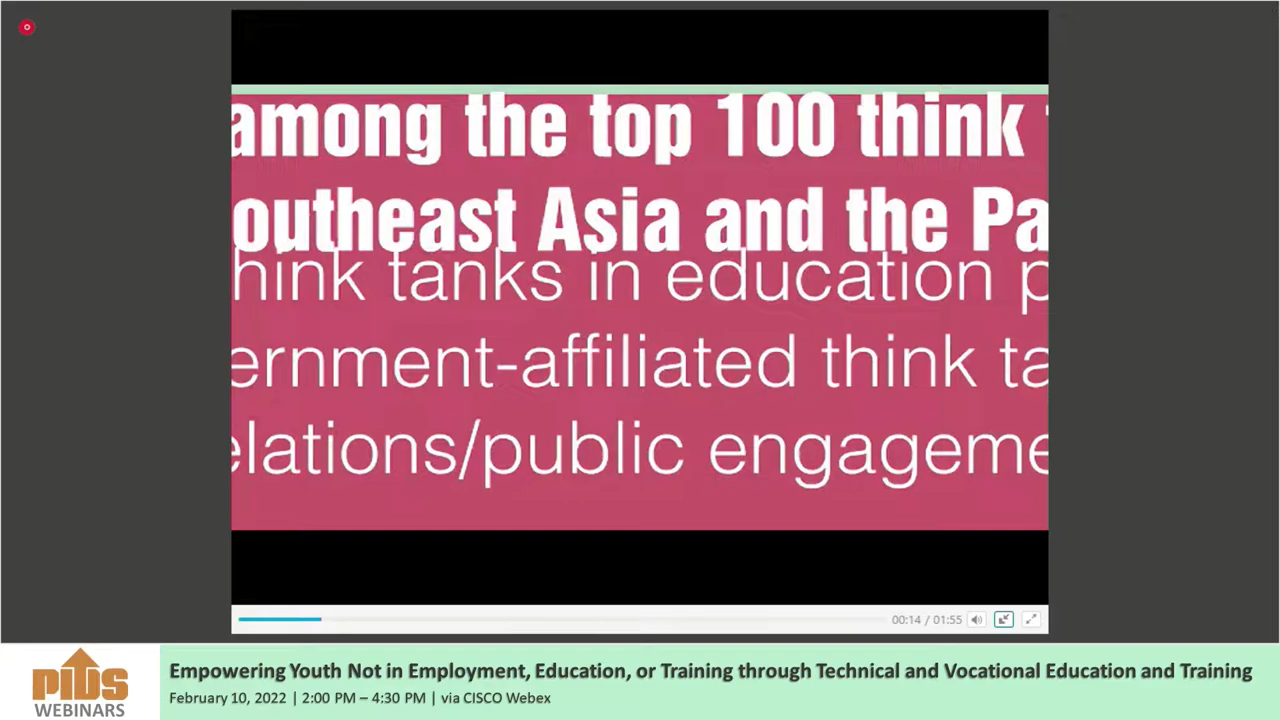 among the top 100 think
outheast Asia and the Pa
hink tanks in education p
ernment-affiliated think ta
elations/public engageme
00:14 / 01:55
pids
WEBINARS
Empowering Youth Not in Employment, Education, or Training through Technical and Vocational Education and Training
February 10, 2022 | 2:00 PM – 4:30 PM | via CISCO Webex